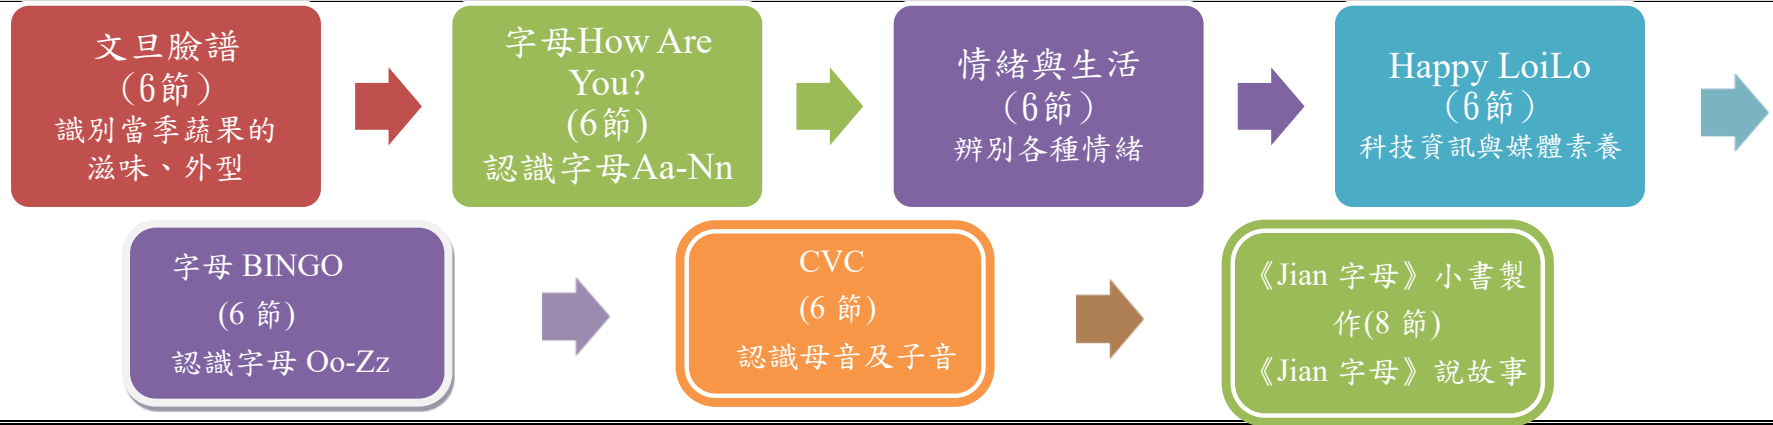 文旦臉譜
（6節）
識別當季蔬果的
滋味、外型
字母How Are
You?
(6節)
認識字母Aa-Nn
情緒與生活
（6節）
辨別各種情緒
Happy LoiLo
（6節）
科技資訊與媒體素養
字母 BINGO
(6 節)
認識字母 Oo-Zz
CVC
(6 節)
認識母音及子音
《Jian 字母》小書製
作(8 節)
《Jian 字母》說故事